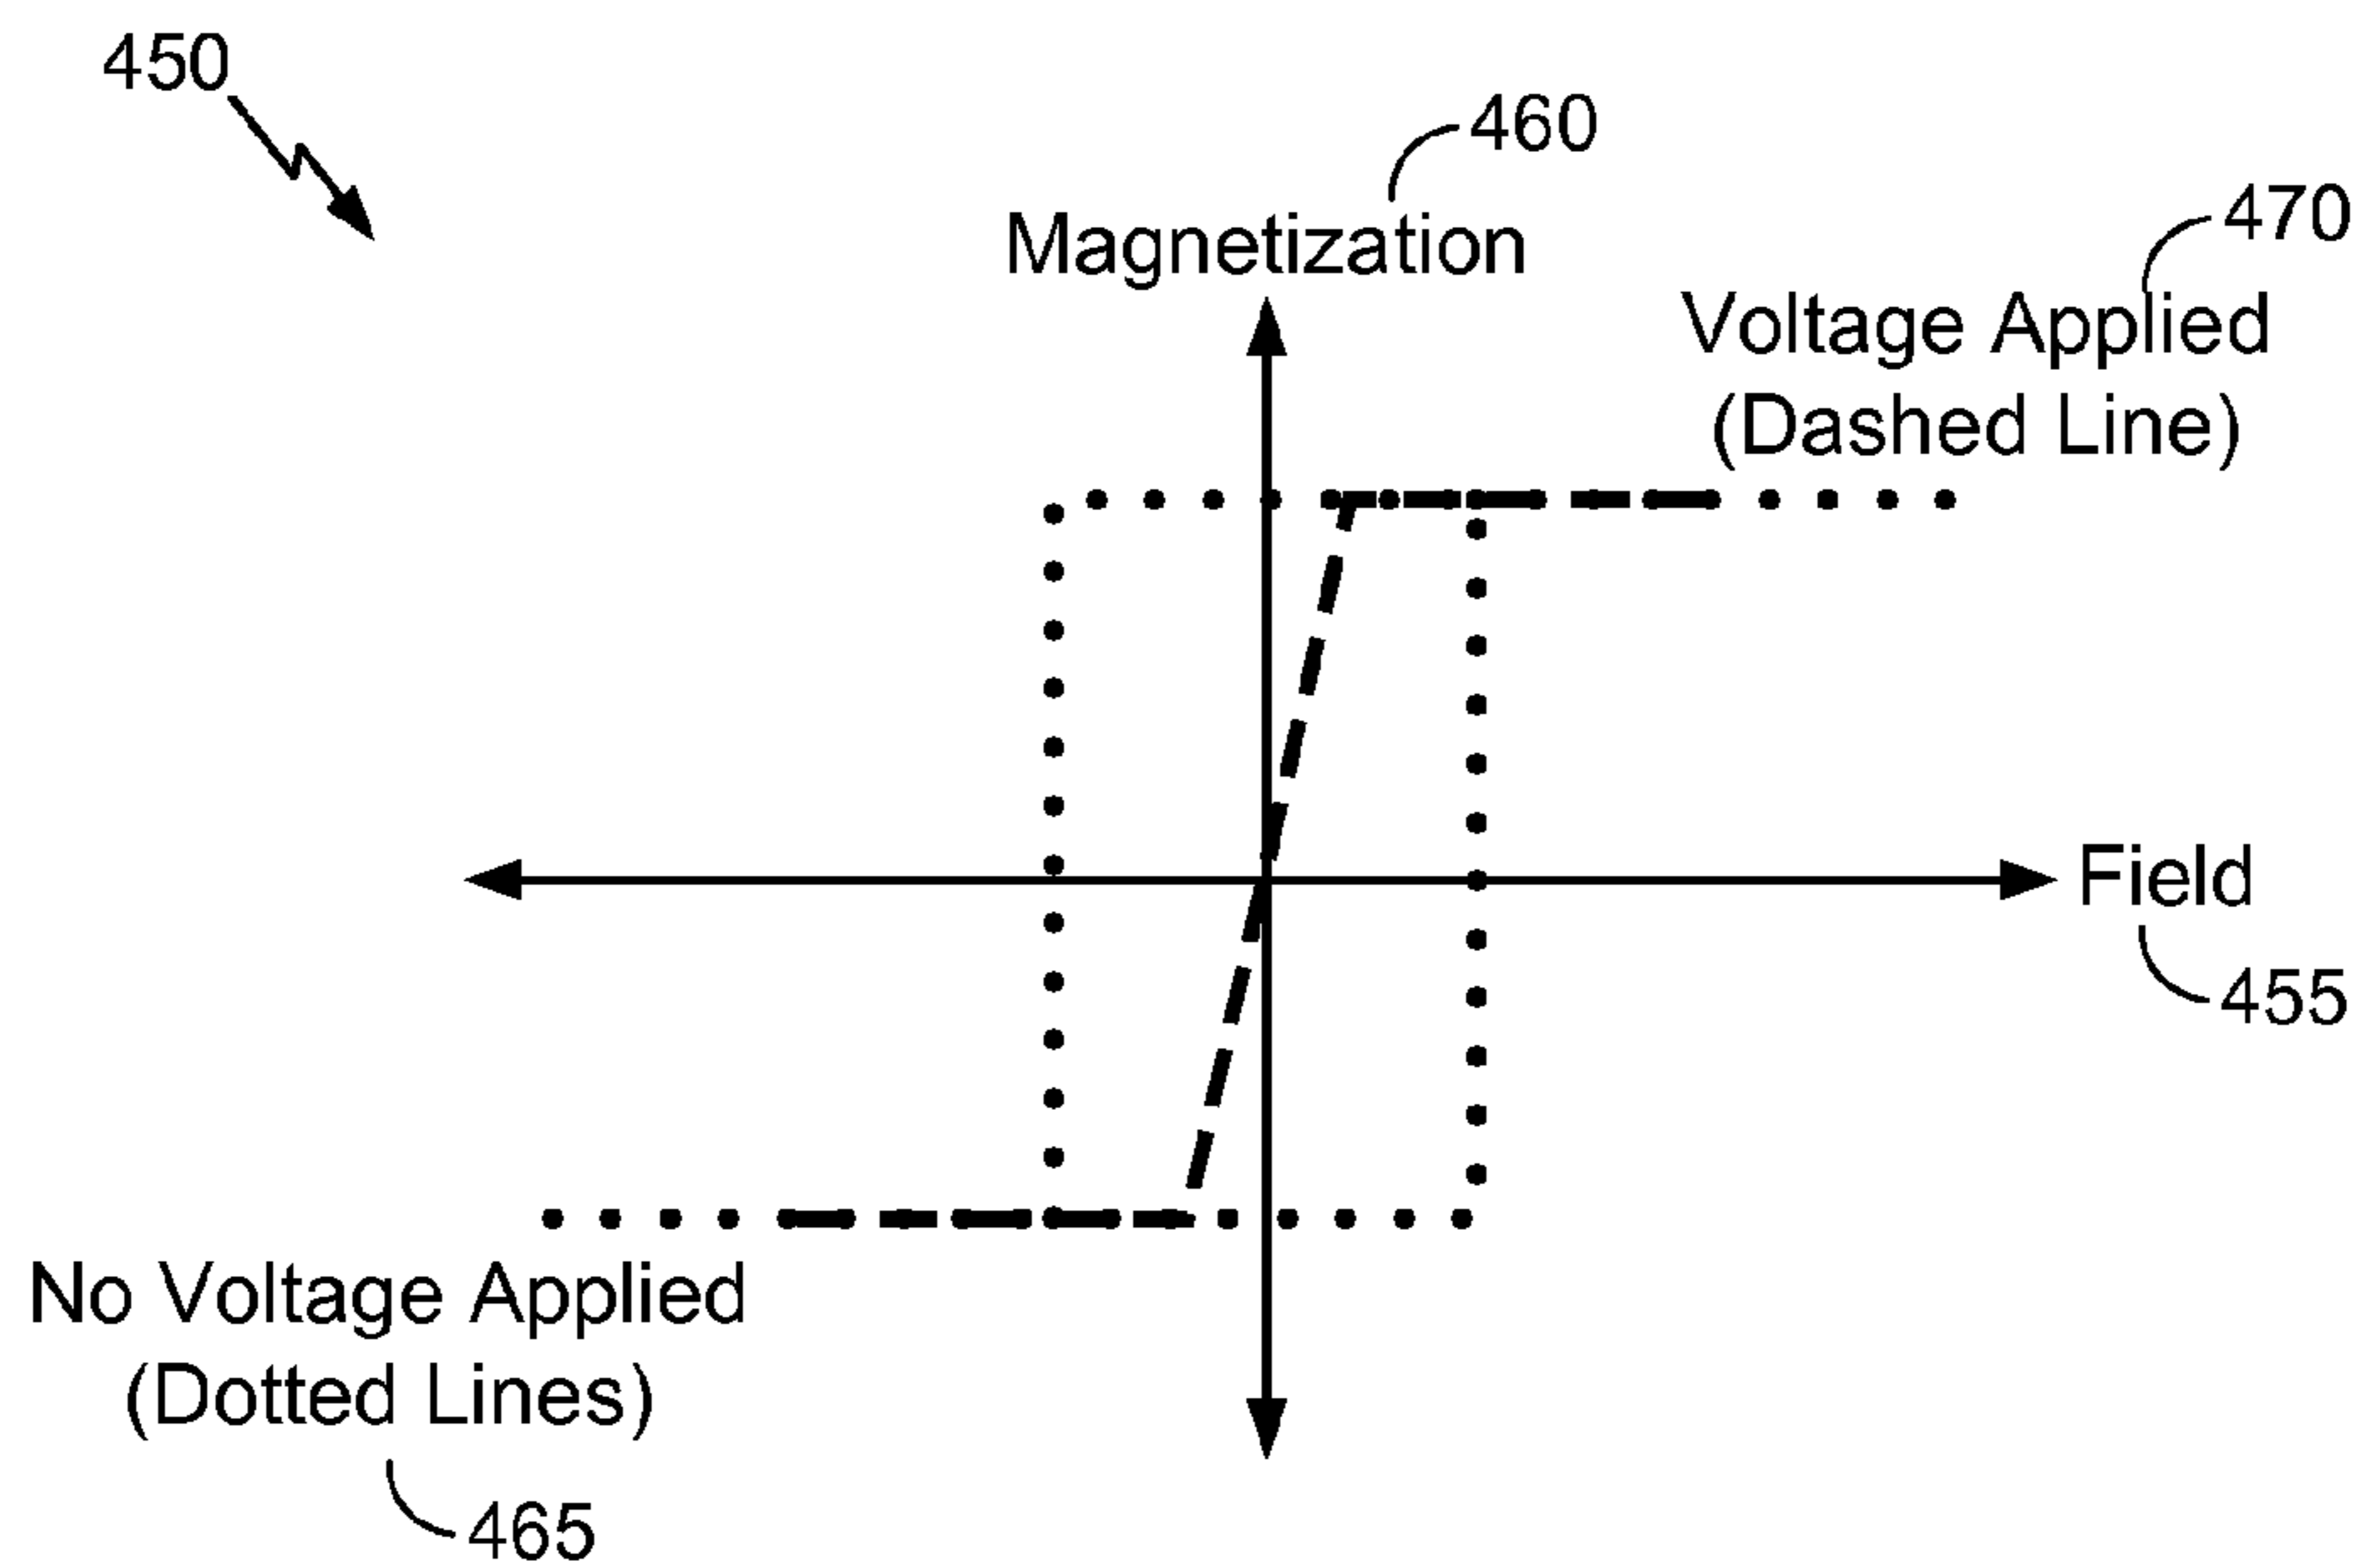 450
460
Magnetization
470
Voltage Applied
(Dashed Line)
Field
455
No Voltage Applied
(Dotted Lines)
465